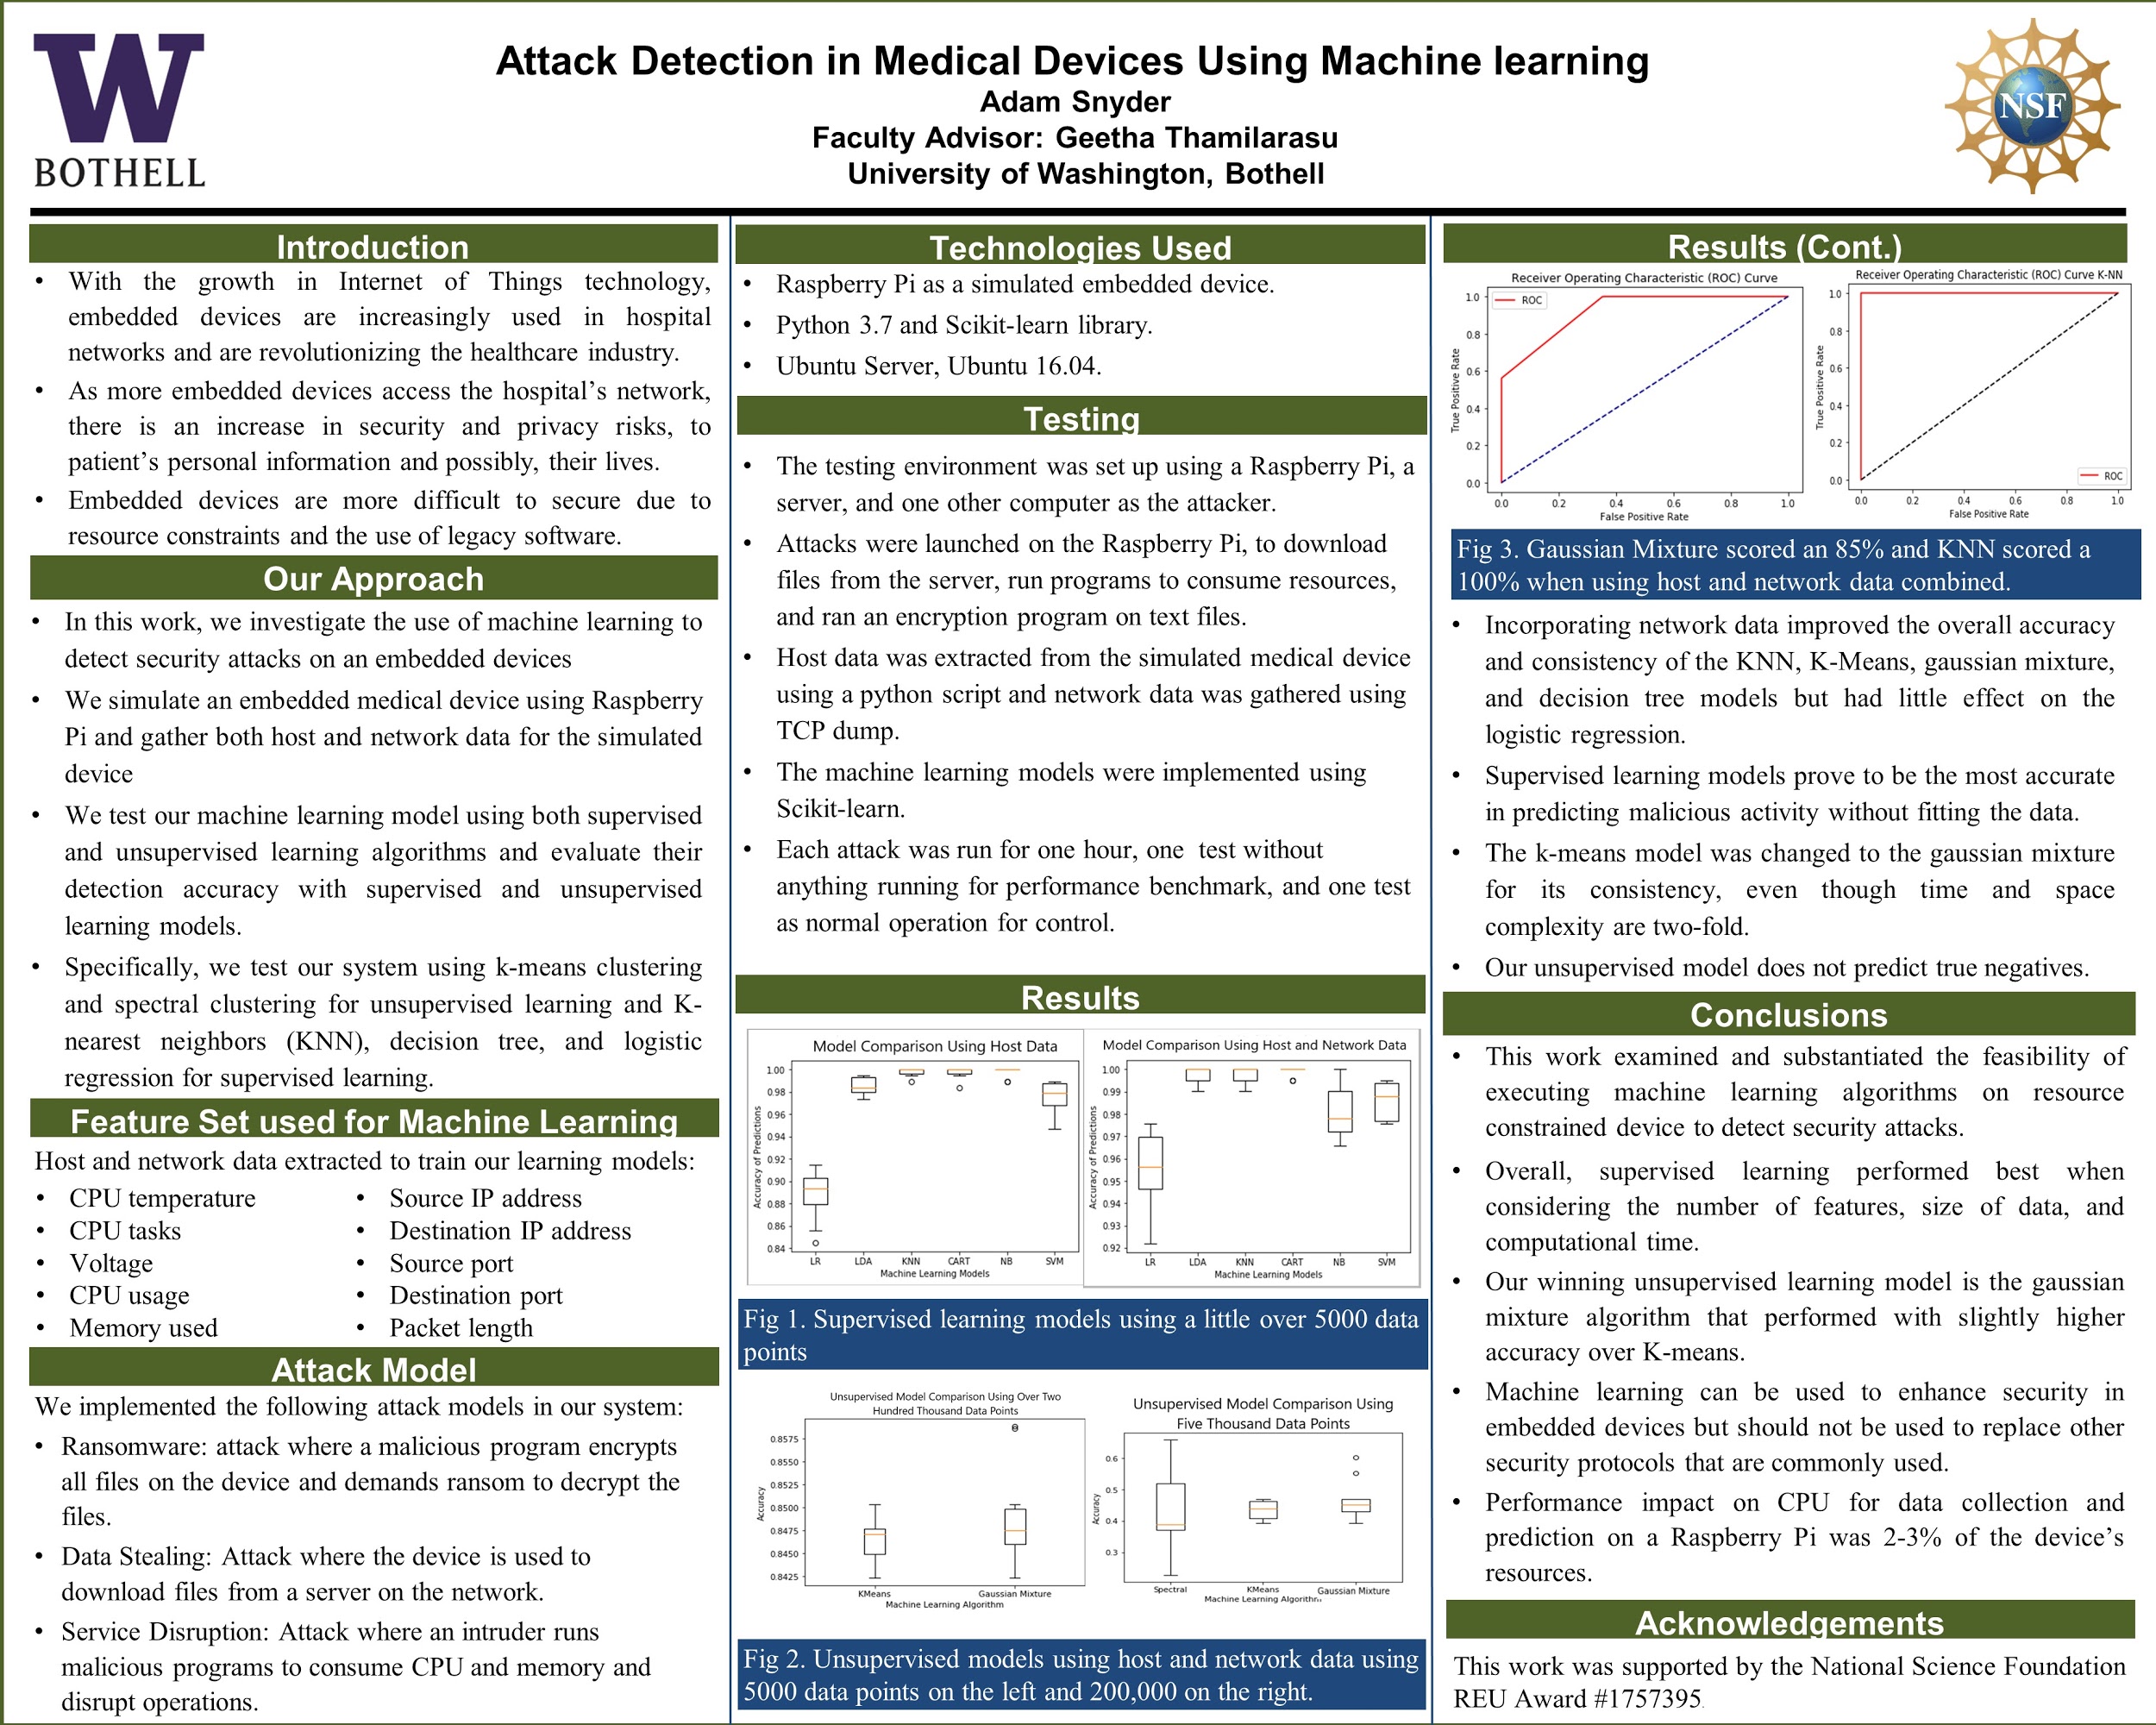 W
BOTHELL
Attack Detection in Medical Devices Using Machine learning
Adam Snyder
Faculty Advisor: Geetha Thamilarasu
University of Washington, Bothell
NSF
Introduction
• With the growth in Internet of Things technology,
embedded devices are increasingly used in hospital
networks and are revolutionizing the healthcare industry.
• As more embedded devices access the hospital’s network,
there is an increase in security and privacy risks, to
patient’s personal information and possibly, their lives.
• Embedded devices are more difficult to secure due to
resource constraints and the use of legacy software.
Our Approach
• In this work, we investigate the use of machine learning to
detect security attacks on an embedded devices
• We simulate an embedded medical device using Raspberry
Pi and gather both host and network data for the simulated
device
• We test our machine learning model using both supervised
and unsupervised learning algorithms and evaluate their
detection accuracy with supervised and unsupervised
learning models.
• Specifically, we test our system using k-means clustering
and spectral clustering for unsupervised learning and K-
nearest neighbors (KNN), decision tree, and logistic
regression for supervised learning.
Feature Set used for Machine Learning
Host and network data extracted to train our learning models:
• CPU temperature
• CPU tasks
• Voltage
• CPU usage
• Memory used
• Source IP address
• Destination IP address
• Source port
• Destination port
• Packet length
Attack Model
We implemented the following attack models in our system:
• Ransomware: attack where a malicious program encrypts
all files on the device and demands ransom to decrypt the
files.
• Data Stealing: Attack where the device is used to
download files from a server on the network.
• Service Disruption: Attack where an intruder runs
malicious programs to consume CPU and memory and
disrupt operations.
Technologies Used
• Raspberry Pi as a simulated embedded device.
• Python 3.7 and Scikit-learn library.
• Ubuntu Server, Ubuntu 16.04.
Testing
• The testing environment was set up using a Raspberry Pi, a
server, and one other computer as the attacker.
• Attacks were launched on the Raspberry Pi, to download
files from the server, run programs to consume resources,
and ran an encryption program on text files.
• Host data was extracted from the simulated medical device
using a python script and network data was gathered using
TCP dump.
• The machine learning models were implemented using
Scikit-learn.
• Each attack was run for one hour, one test without
anything running for performance benchmark, and one test
as normal operation for control.
Results
Model Comparison Using Host Data
Accuracy of Predictions
1.00
0.98
0.96
0.94
0.92
0.90
0.88
0.86
0.84
LR LDA KNN CART NB SVM
Machine Learning Models
Model Comparison Using Host and Network Data
Accuracy of Predictions
1.00
0.99
0.98
0.97
0.96
0.95
0.94
0.93
0.92
LR LDA KNN CART NB SVM
Machine Learning Models
Fig 1. Supervised learning models using a little over 5000 data
points
Unsupervised Model Comparison Using Over Two
Hundred Thousand Data Points
Accuracy
0.8575
0.8550
0.8525
0.8500
0.8475
0.8450
0.8425
KMeans Gaussian Mixture
Machine Learning Algorithm
Unsupervised Model Comparison Using
Five Thousand Data Points
Accuracy
0.6
0.5
0.4
0.3
Spectral KMeans Gaussian Mixture
Machine Learning Algorithm
Fig 2. Unsupervised models using host and network data using
5000 data points on the left and 200,000 on the right.
Results (Cont.)
Receiver Operating Characteristic (ROC) Curve
ROC
True Positive Rate
1.0
0.8
0.6
0.4
0.2
0.0
0.0 0.2 0.4 0.6 0.8 1.0
False Positive Rate
Receiver Operating Characteristic (ROC) Curve K-NN
True Positive Rate
1.0
0.8
0.6
0.4
0.2
0.0
ROC
0.0 0.2 0.4 0.6 0.8 1.0
False Positive Rate
Fig 3. Gaussian Mixture scored an 85% and KNN scored a
100% when using host and network data combined.
• Incorporating network data improved the overall accuracy
and consistency of the KNN, K-Means, gaussian mixture,
and decision tree models but had little effect on the
logistic regression.
• Supervised learning models prove to be the most accurate
in predicting malicious activity without fitting the data.
• The k-means model was changed to the gaussian mixture
for its consistency, even though time and space
complexity are two-fold.
• Our unsupervised model does not predict true negatives.
Conclusions
• This work examined and substantiated the feasibility of
executing machine learning algorithms on resource
constrained device to detect security attacks.
• Overall, supervised learning performed best when
considering the number of features, size of data, and
computational time.
• Our winning unsupervised learning model is the gaussian
mixture algorithm that performed with slightly higher
accuracy over K-means.
• Machine learning can be used to enhance security in
embedded devices but should not be used to replace other
security protocols that are commonly used.
• Performance impact on CPU for data collection and
prediction on a Raspberry Pi was 2-3% of the device’s
resources.
Acknowledgements
This work was supported by the National Science Foundation
REU Award #1757395.